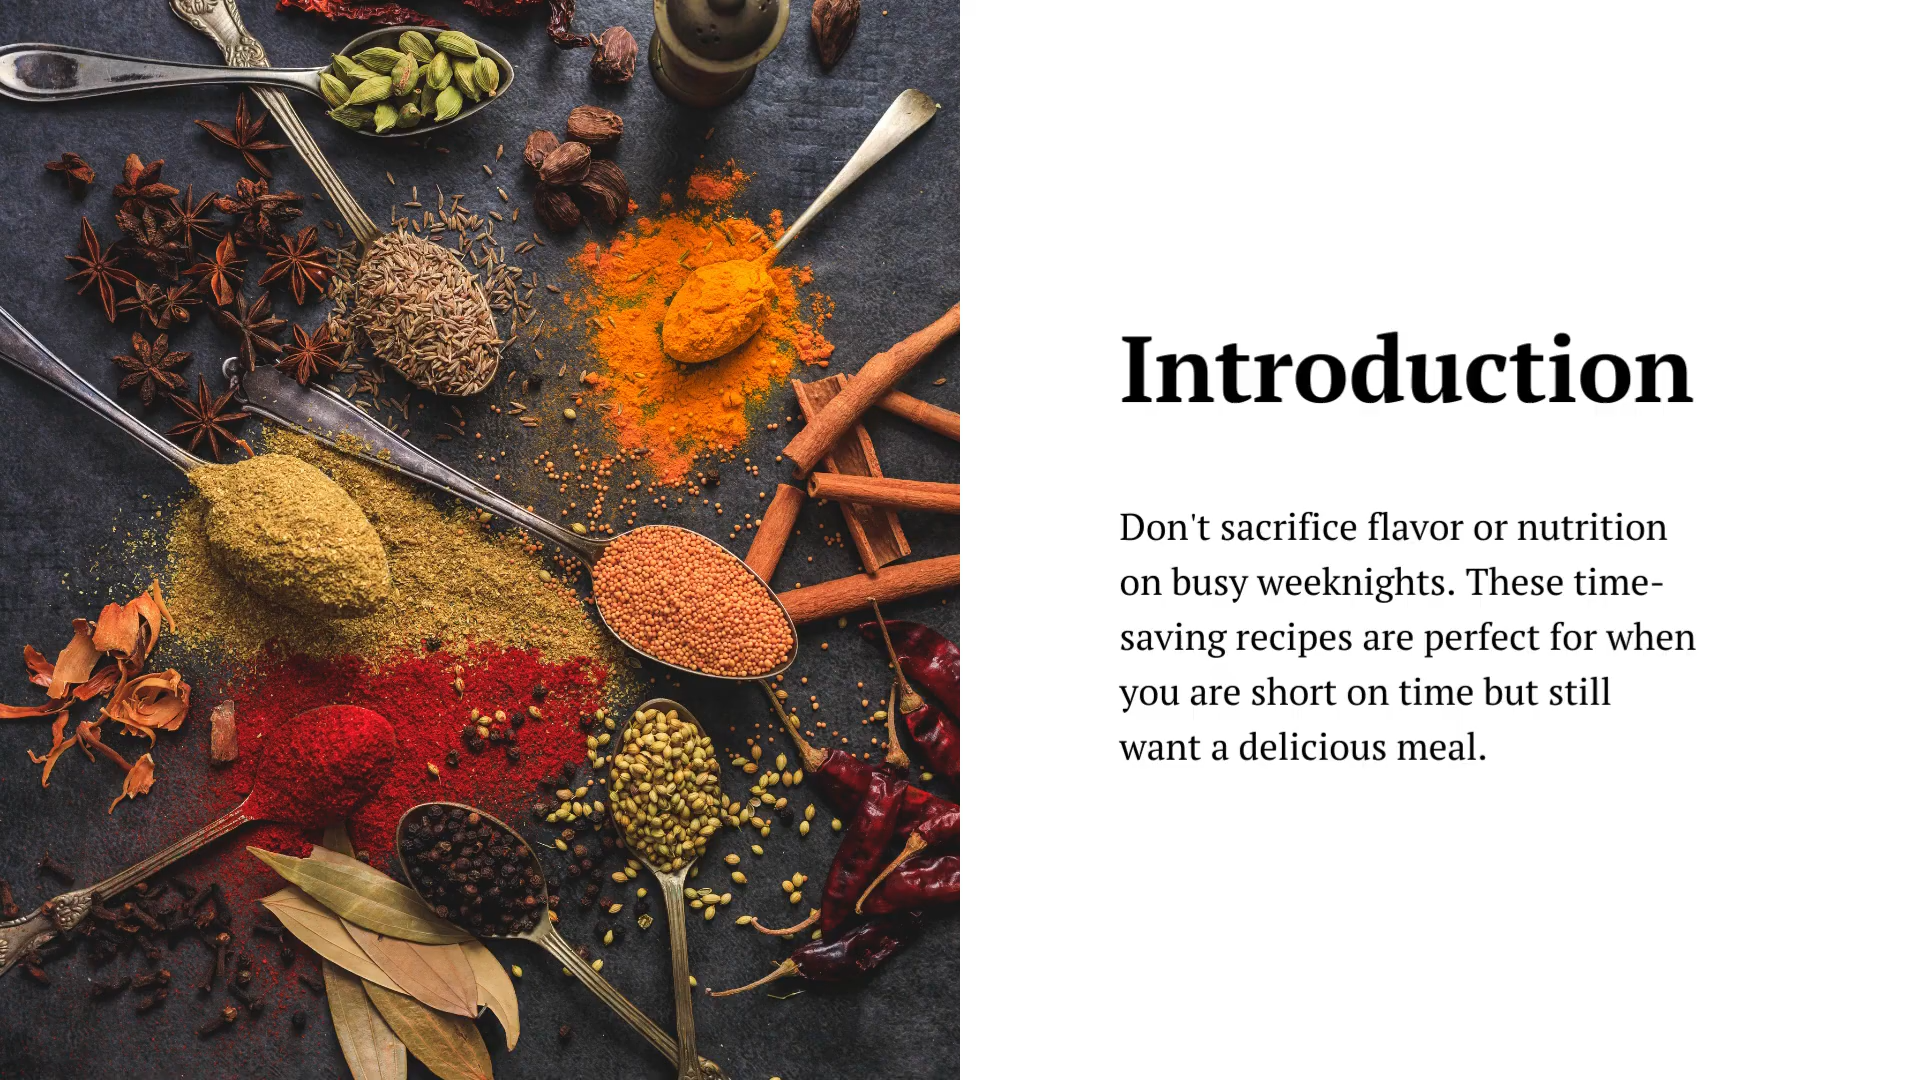 Introduction
Don't sacrifice flavor or nutrition
on busy weeknights. These time-
saving recipes are perfect for when
you are short on time but still
want a delicious meal.